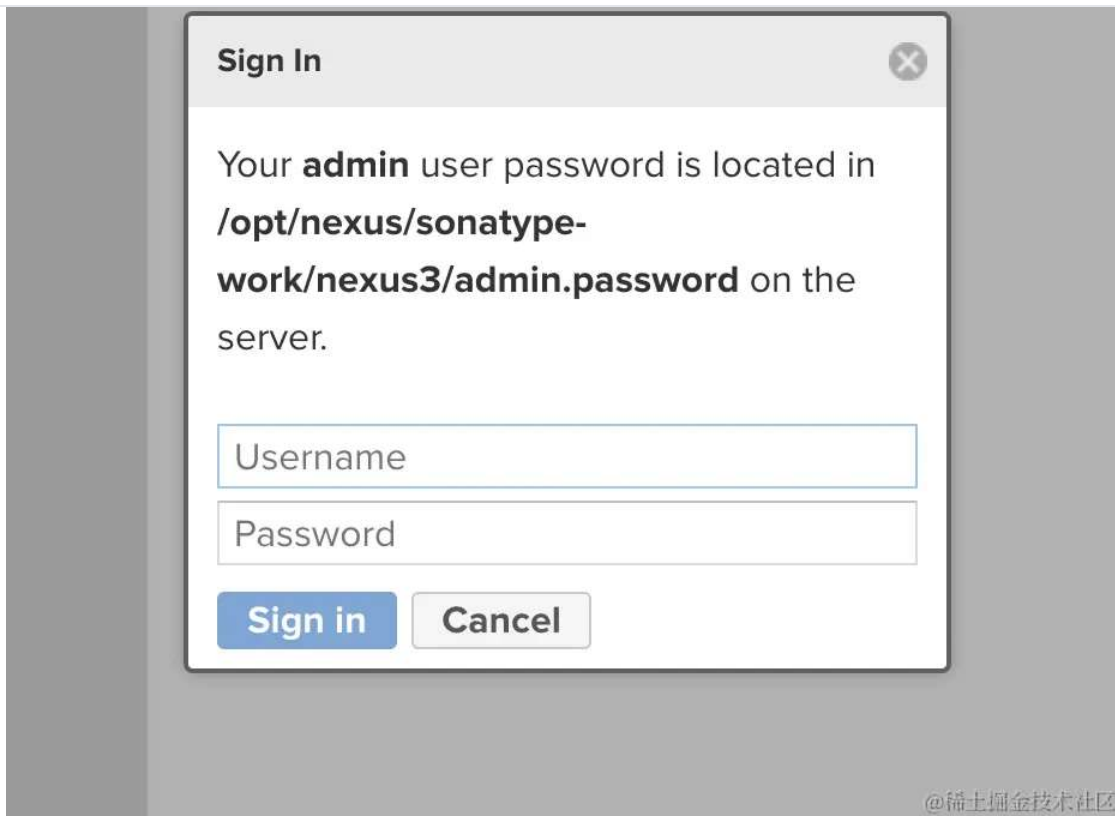 Sign In
Your admin user password is located in
/opt/nexus/sonatype-
work/nexus3/admin.password on the
server.
Username
Password
Sign in
Cancel
@稀土掘金技术社区